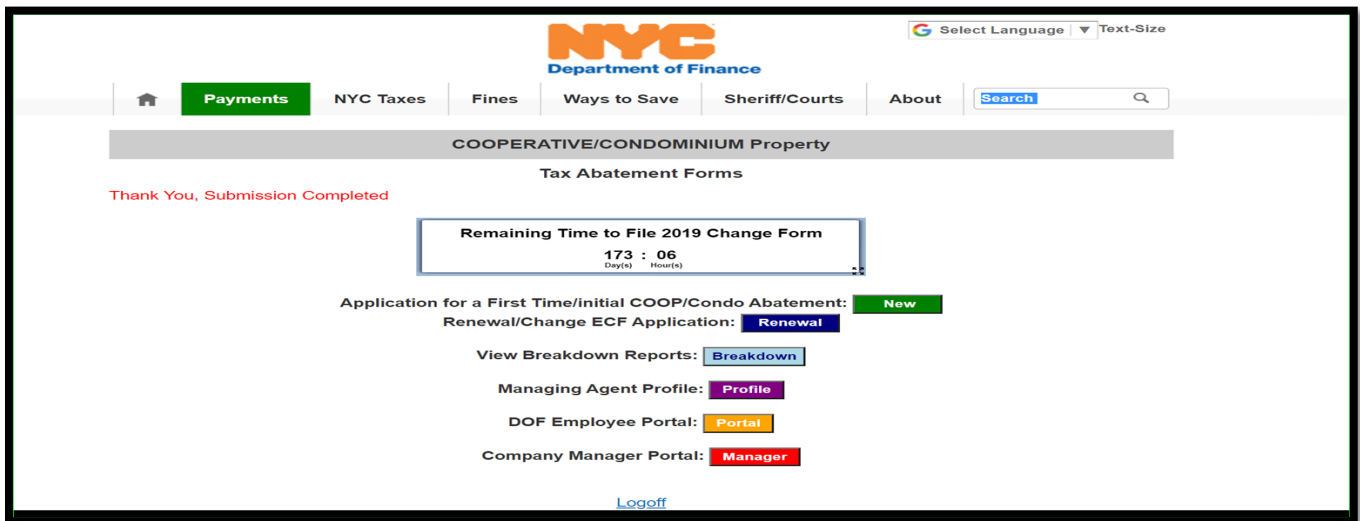 NYC
Department of Finance
Select Language ▼ Text-Size
Payments NYC Taxes Fines Ways to Save Sheriff/Courts About Search
COOPERATIVE/CONDOMINIUM Property
Tax Abatement Forms
Thank You, Submission Completed
Remaining Time to File 2019 Change Form
173 : 06
Day(s) Hour(s)
Application for a First Time/initial COOP/Condo Abatement: New
Renewal/Change ECF Application: Renewal
View Breakdown Reports: Breakdown
Managing Agent Profile: Profile
DOF Employee Portal: Portal
Company Manager Portal: Manager
Logoff